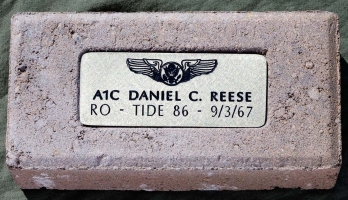 A1C DANIEL C. REESE
RO - TIDE 86 - 9/3/67